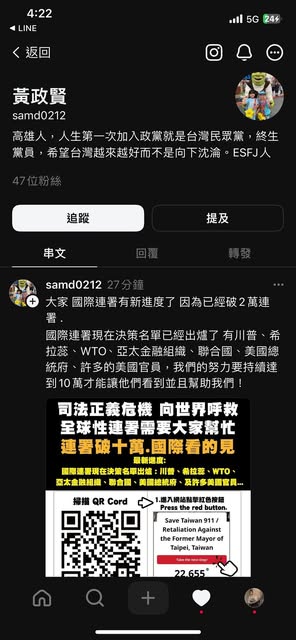 4:22
5G 24
◀ LINE
返回
黃政賢
samd0212
高雄人，人生第一次加入政黨就是台灣民眾黨，終生
黨員，希望台灣越來越好而不是向下沈淪。ESFJ人
47位粉絲
追蹤
提及
串文
回覆
轉發
samd0212 27分鐘
大家 國際連署有新進度了 因為已經破2萬連
署 .
國際連署現在決策名單已經出爐了 有川普、希
拉蕊、WTO、亞太金融組織、聯合國、美國總
統府、許多的美國官員，我們的努力要持續達
到10萬才能讓他們看到並且幫助我們！
司法正義危機 向世界呼救
全球性連署需要大家幫忙
連署破十萬.國際看的見
最新進度:
國際連署現在決策名單出爐：川普、希拉蕊、WTO、
亞太金融組織、聯合國、美國總統府、及許多美國官員...
掃描 QR Cord
1.進入網站點擊紅色按鈕
Press the red button.
Save Taiwan 911 /
Retaliation Against
the Former Mayor of
Taipei, Taiwan
22,655